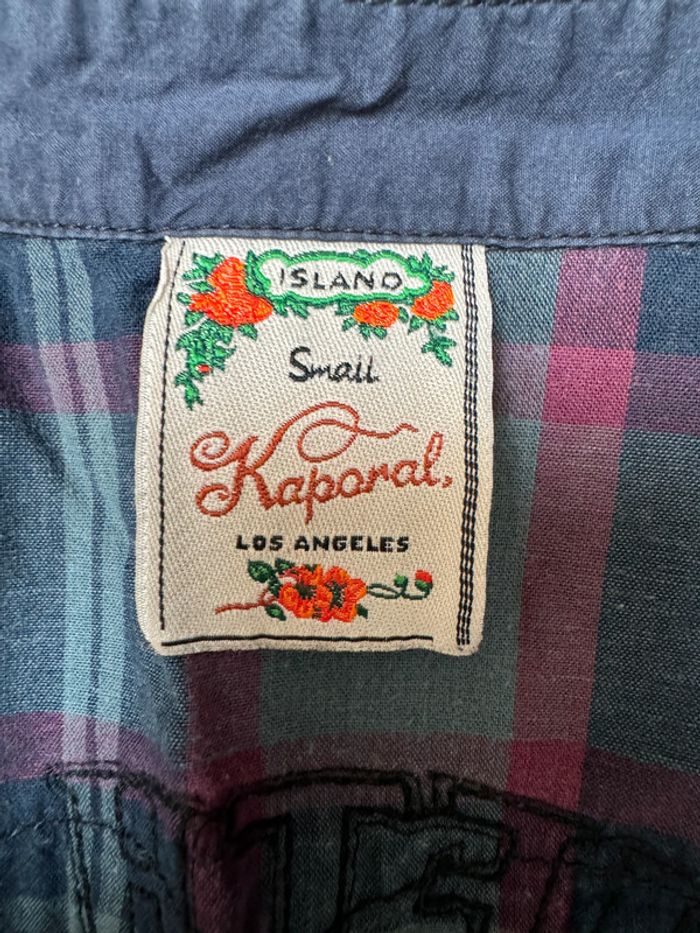 ISLAND
Small
Kaporal,
LOS ANGELES